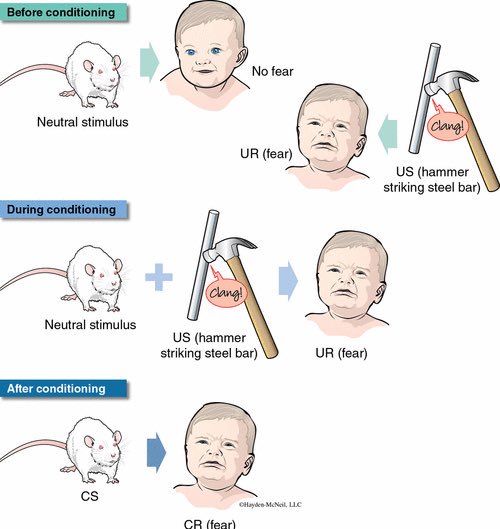 Before conditioning
Neutral stimulus
No fear
UR (fear)
Clang!
US (hammer
striking steel bar)
During conditioning
Neutral stimulus
Clang!
US (hammer
striking steel bar)
UR (fear)
After conditioning
CS
©Hayden-McNeil, LLC
CR (fear)